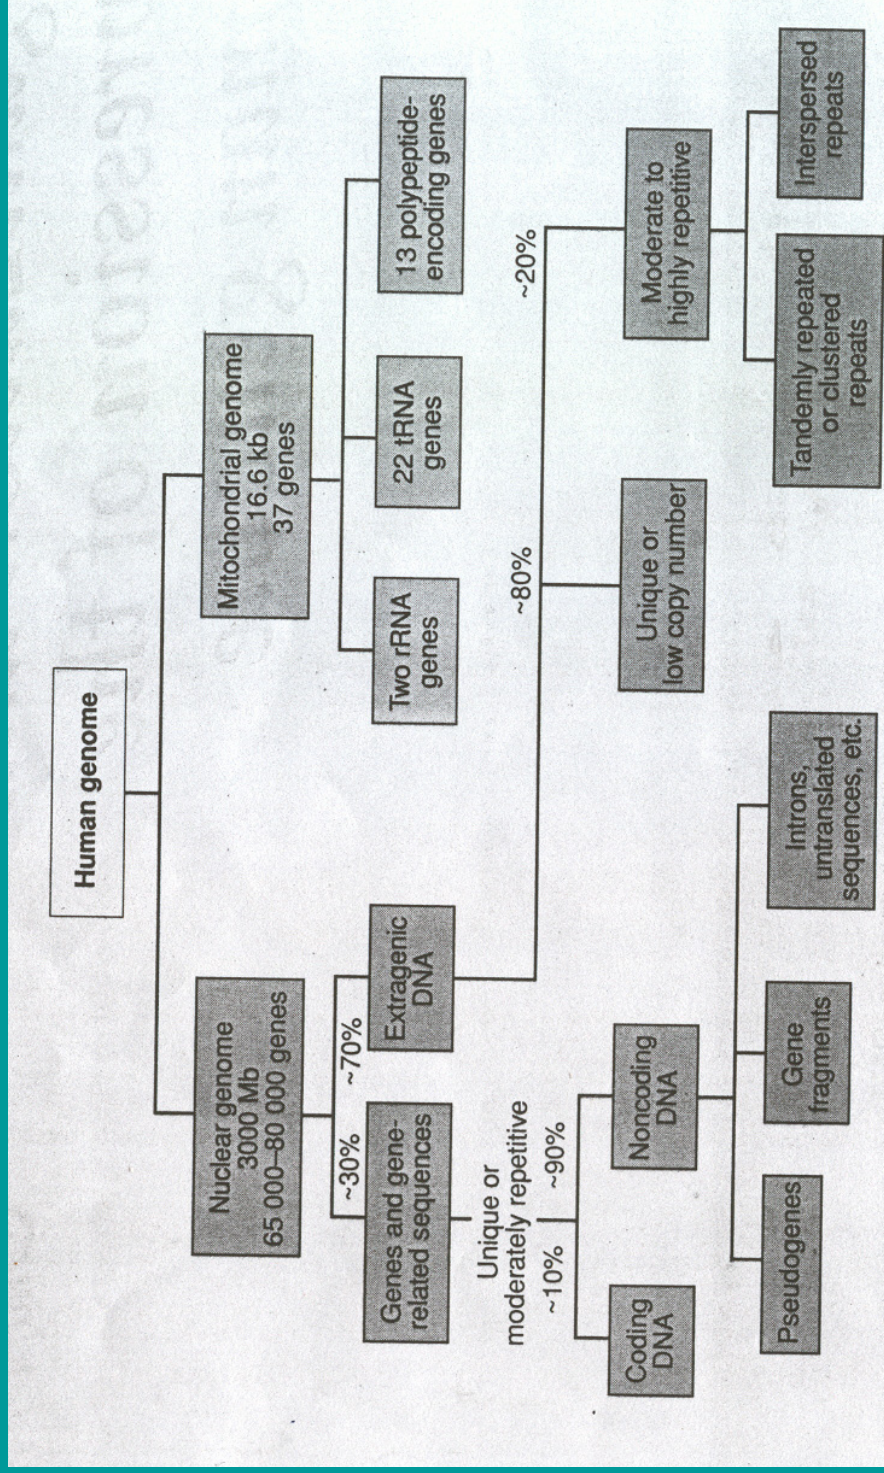 Human genome
Nuclear genome
3000 Mb
65 000–80 000 genes
Mitochondrial genome
16.6 kb
37 genes
~30%
~70%
Genes and gene-
related sequences
Extragenic
DNA
Two rRNA
genes
22 tRNA
genes
13 polypeptide-
encoding genes
Unique or
moderately repetitive
~10%
~90%
~80%
~20%
Coding
DNA
Noncoding
DNA
Unique or
low copy number
Moderate to
highly repetitive
Pseudogenes
Gene
fragments
Introns,
untranslated
sequences, etc.
Tandemly repeated
or clustered
repeats
Interspersed
repeats